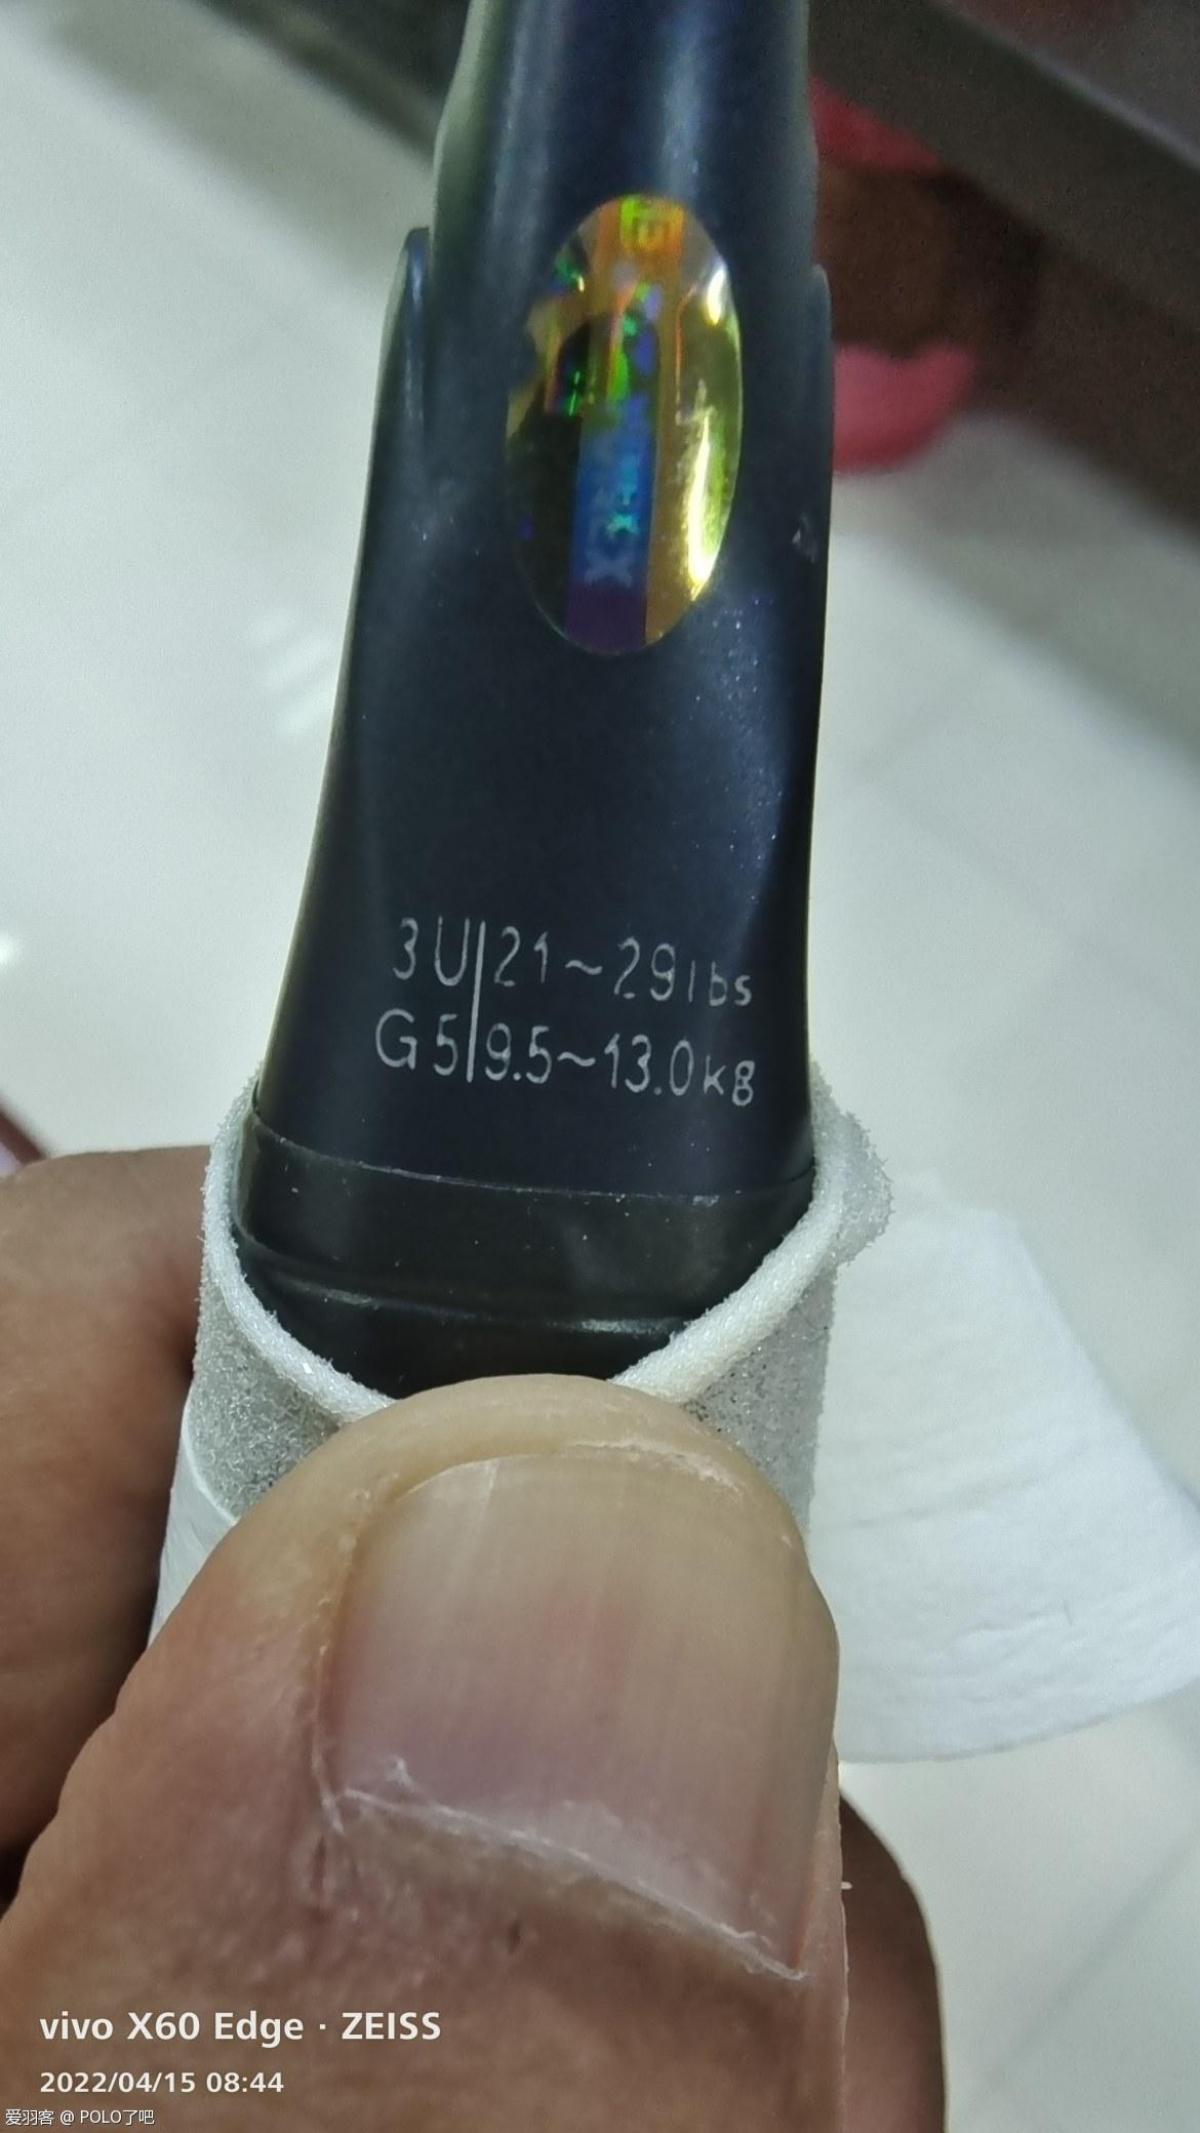 3U|21~29lbs
G5|9.5~13.0kg
vivo X60 Edge · ZEISS
2022/04/15 08:44
爱羽客 @ POLO了吧